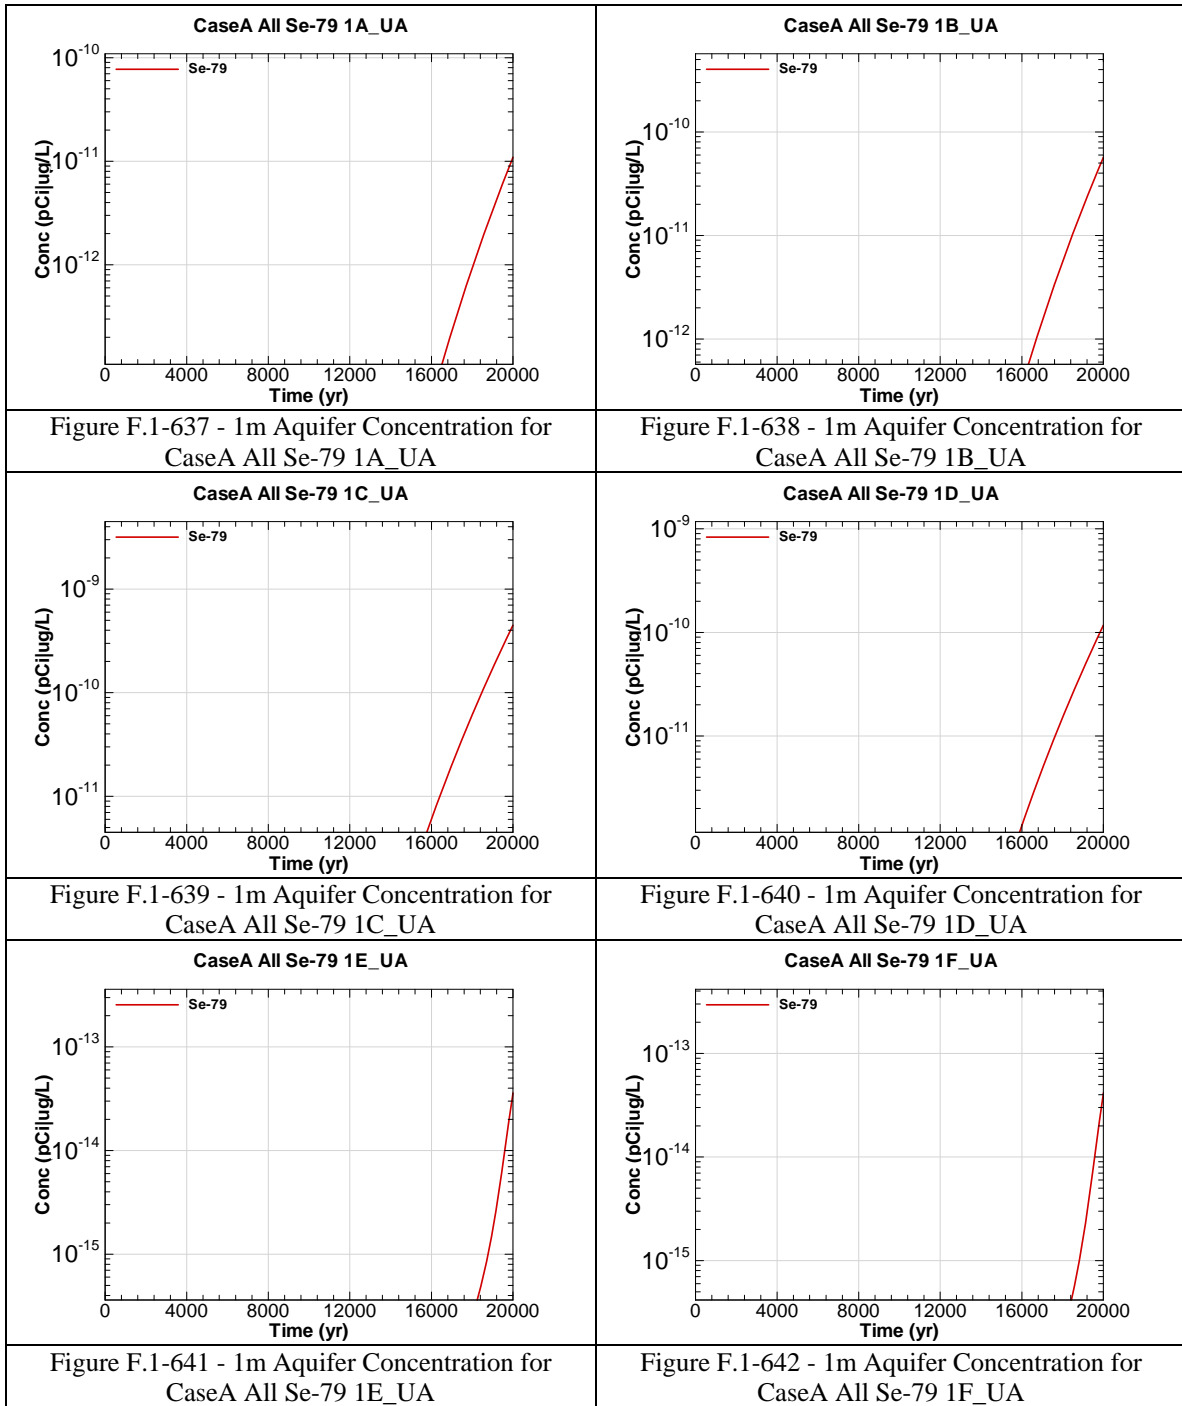 CaseA All Se-79 1A_UA
Se-79
10-10
10-11
10-12
Conc (pCi|ug/L)
0 4000 8000 12000 16000 20000
Time (yr)
Figure F.1-637 - 1m Aquifer Concentration for
CaseA All Se-79 1A_UA
CaseA All Se-79 1B_UA
Se-79
10-10
10-11
10-12
Conc (pCi|ug/L)
0 4000 8000 12000 16000 20000
Time (yr)
Figure F.1-638 - 1m Aquifer Concentration for
CaseA All Se-79 1B_UA
CaseA All Se-79 1C_UA
Se-79
10-9
10-10
10-11
Conc (pCi|ug/L)
0 4000 8000 12000 16000 20000
Time (yr)
Figure F.1-639 - 1m Aquifer Concentration for
CaseA All Se-79 1C_UA
CaseA All Se-79 1D_UA
Se-79
10-9
10-10
10-11
Conc (pCi|ug/L)
0 4000 8000 12000 16000 20000
Time (yr)
Figure F.1-640 - 1m Aquifer Concentration for
CaseA All Se-79 1D_UA
CaseA All Se-79 1E_UA
Se-79
10-13
10-14
10-15
Conc (pCi|ug/L)
0 4000 8000 12000 16000 20000
Time (yr)
Figure F.1-641 - 1m Aquifer Concentration for
CaseA All Se-79 1E_UA
CaseA All Se-79 1F_UA
Se-79
10-13
10-14
10-15
Conc (pCi|ug/L)
0 4000 8000 12000 16000 20000
Time (yr)
Figure F.1-642 - 1m Aquifer Concentration for
CaseA All Se-79 1F_UA